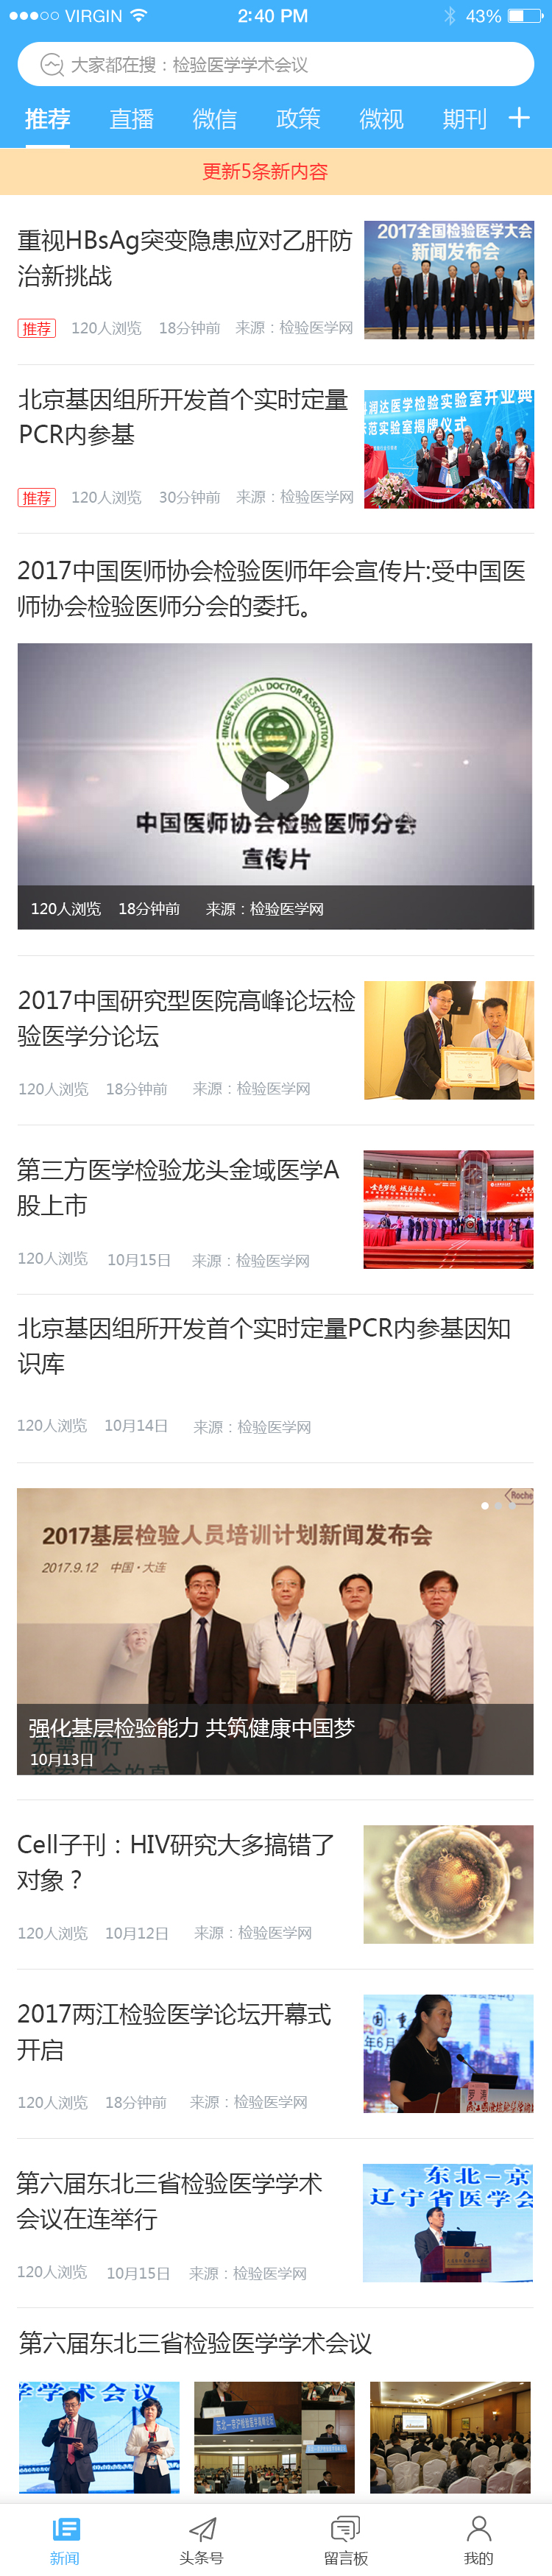 VIRGIN 2:40 PM 43%
大家都在搜：检验医学学术会议
推荐 直播 微信 政策 微视 期刊
更新5条新内容
重视HBsAg突变隐患应对乙肝防
治新挑战
推荐 120人浏览 18分钟前 来源：检验医学网
2017全国检验医学大会
新闻发布会
北京基因组所开发首个实时定量
PCR内参基
推荐 120人浏览 30分钟前 来源：检验医学网
润达医学检验实验室开业典
示范实验室揭牌仪式
2017中国医师协会检验医师年会宣传片:受中国医
师协会检验医师分会的委托。
CHINESE MEDICAL DOCTOR ASSOCIATION
中国医师协会检验医师分会
宣传片
120人浏览 18分钟前 来源：检验医学网
2017中国研究型医院高峰论坛检
验医学分论坛
120人浏览 18分钟前 来源：检验医学网
第三方医学检验龙头金域医学A
股上市
120人浏览 10月15日 来源：检验医学网
北京基因组所开发首个实时定量PCR内参基因知
识库
120人浏览 10月14日 来源：检验医学网
Roche
2017基层检验人员培训计划新闻发布会
2017.9.12 中国·大连
强化基层检验能力 共筑健康中国梦
10月13日
Cell子刊：HIV研究大多搞错了
对象？
120人浏览 10月12日 来源：检验医学网
2017两江检验医学论坛开幕式
开启
120人浏览 18分钟前 来源：检验医学网
第六届东北三省检验医学学术
会议在连举行
120人浏览 10月15日 来源：检验医学网
东北一京
辽宁省医学会
第六届东北三省检验医学学术会议
学学术会议
新闻 头条号 留言板 我的